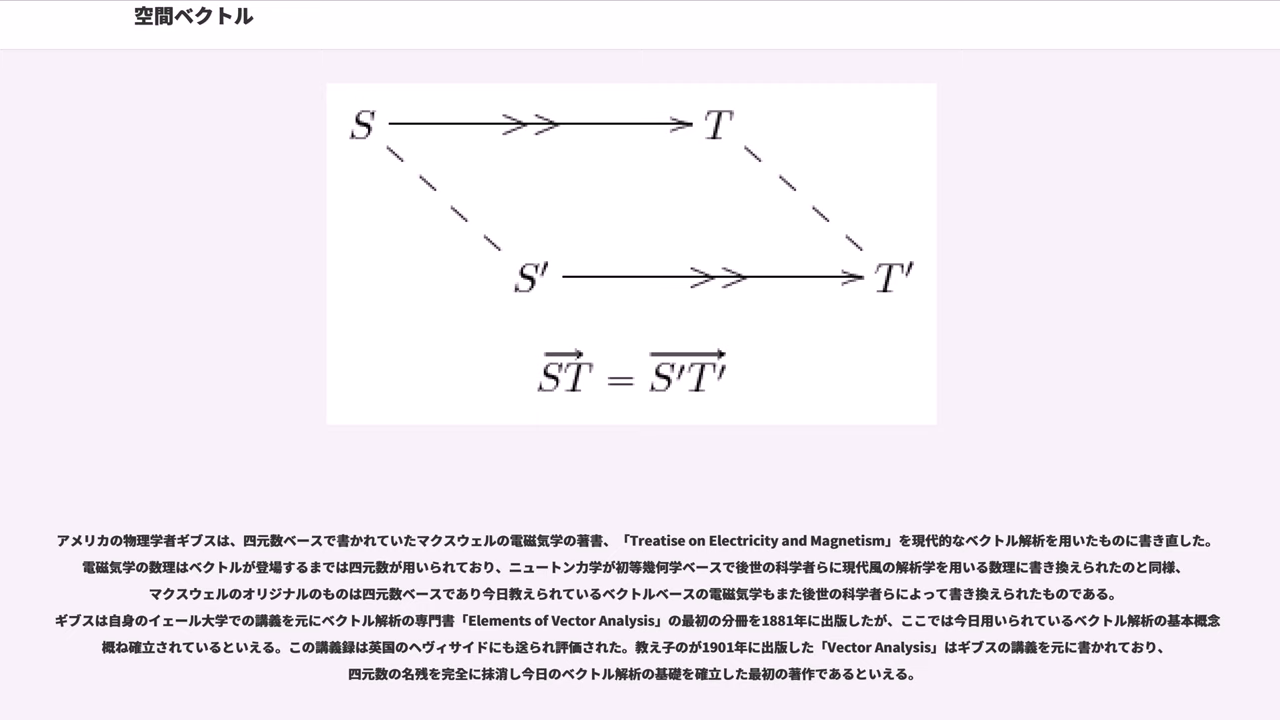 空間ベクトル
S T
S′ T′
ST = S′T′
アメリカの物理学者ギブスは、四元数ベースで書かれていたマクスウェルの電磁気学の著書、「Treatise on Electricity and Magnetism」を現代的なベクトル解析を用いたものに書き直した。
電磁気学の数理はベクトルが登場するまでは四元数が用いられており、ニュートン力学が初等幾何学ベースで後世の科学者らに現代風の解析学を用いる数理に書き換えられたのと同様、
マクスウェルのオリジナルのものは四元数ベースであり今日教えられているベクトルベースの電磁気学もまた後世の科学者らによって書き換えられたものである。
ギブスは自身のイェール大学での講義を元にベクトル解析の専門書「Elements of Vector Analysis」の最初の分冊を1881年に出版したが、ここでは今日用いられているベクトル解析の基本概念
概ね確立されているといえる。この講義録は英国のヘヴィサイドにも送られ評価された。教え子のが1901年に出版した「Vector Analysis」はギブスの講義を元に書かれており、
四元数の名残を完全に抹消し今日のベクトル解析の基礎を確立した最初の著作であるといえる。